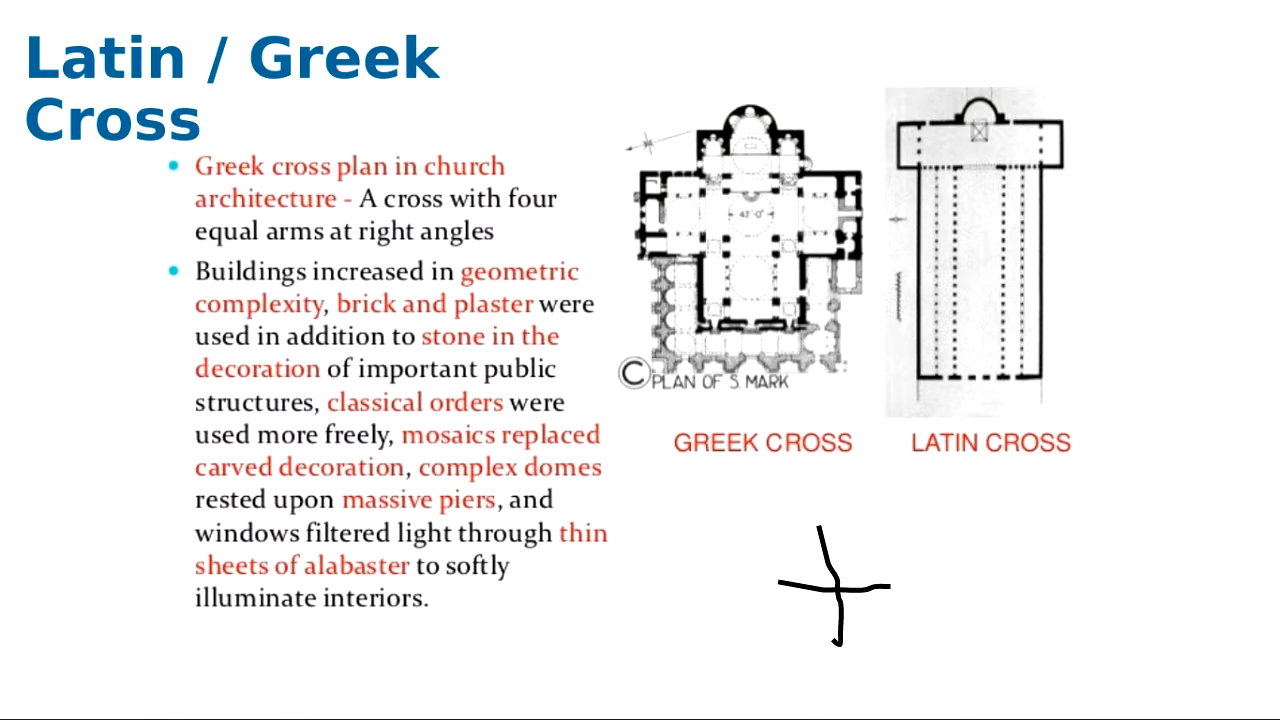 Latin / Greek
Cross
Greek cross plan in church
architecture - A cross with four
equal arms at right angles
Buildings increased in geometric
complexity, brick and plaster were
used in addition to stone in the
decoration of important public
structures, classical orders were
used more freely, mosaics replaced
carved decoration, complex domes
rested upon massive piers, and
windows filtered light through thin
sheets of alabaster to softly
illuminate interiors.
42'-0"
© PLAN OF S. MARK
GREEK CROSS
LATIN CROSS